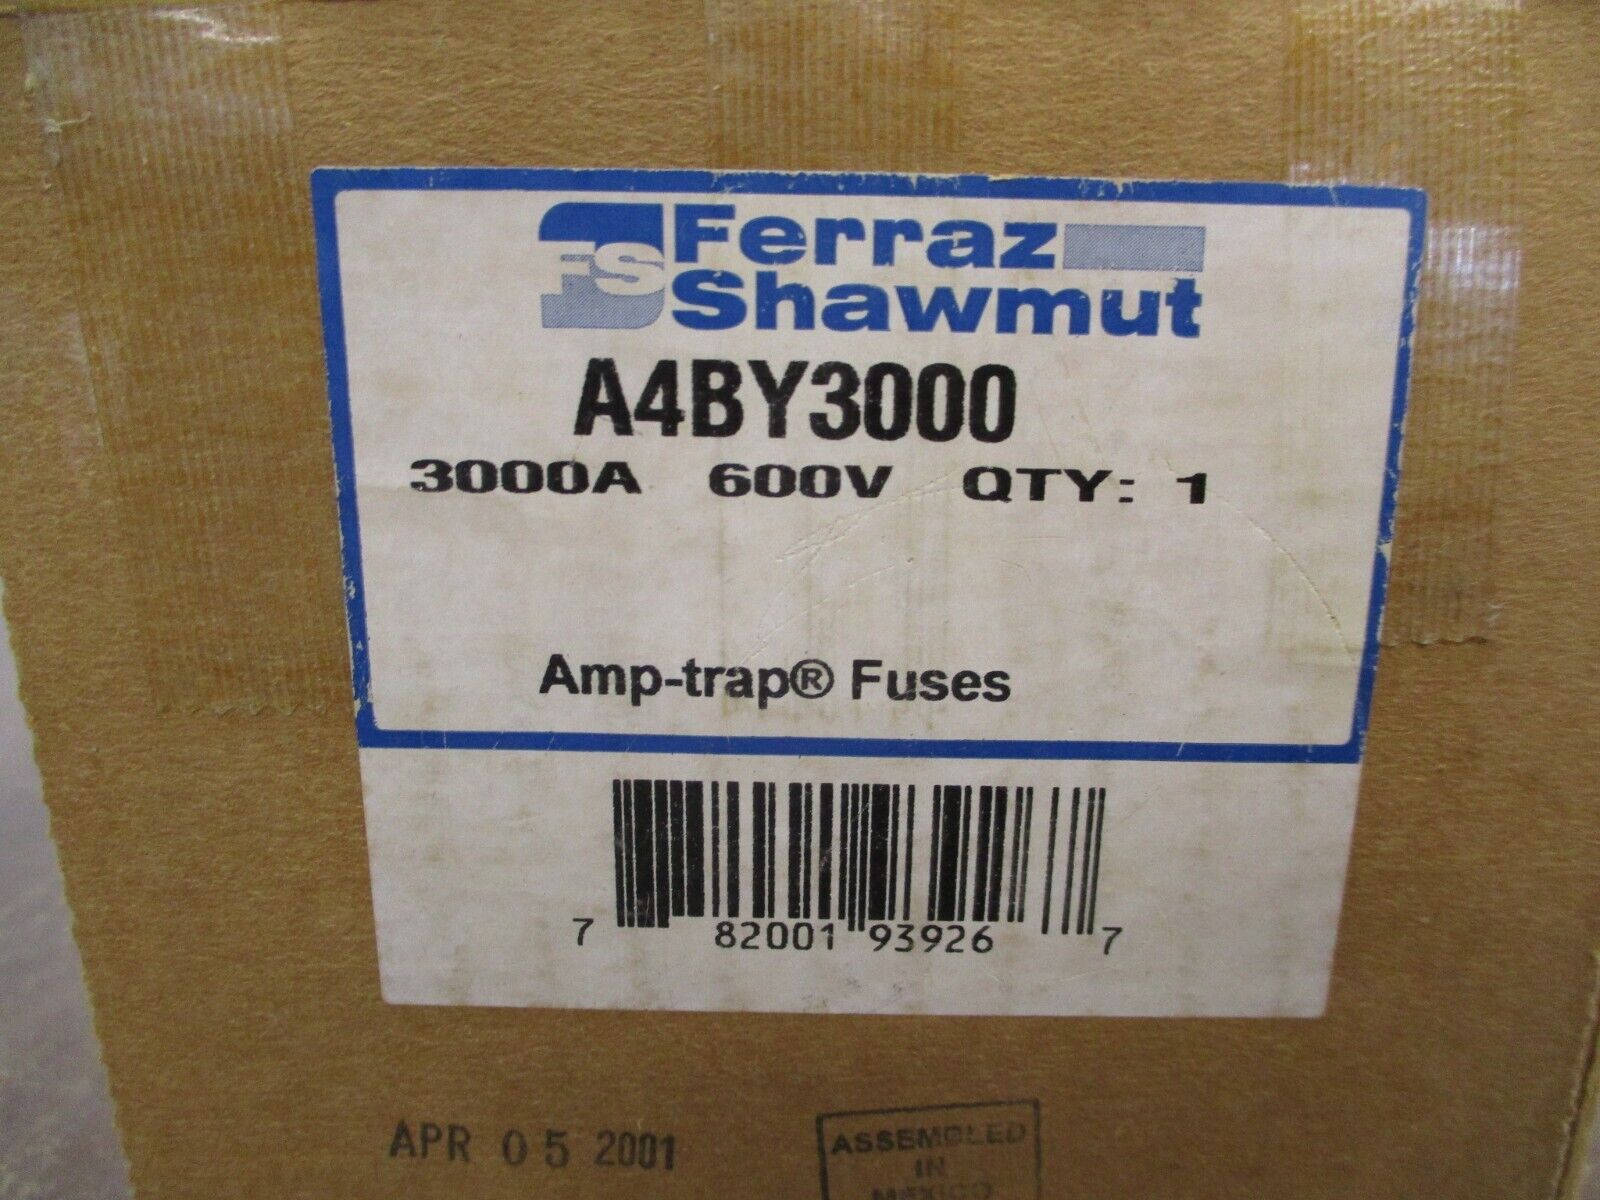 FS Ferraz
Shawmut
A4BY3000
3000A 600V QTY: 1
Amp-trap® Fuses
7 82001 93926 7
APR 05 2001
ASSEMBLED
IN
MEXICO